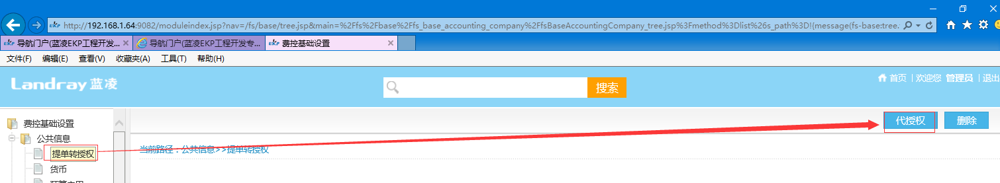 EKP http://192.168.1.64:9082/moduleindex.jsp?nav=/fs/base/tree.jsp&main=%2Ffs%2Fbase%2Ffs_base_accounting_company%2FfsBaseAccountingCompany_tree.jsp%3Fmethod%3Dlist%26s_path%3D!{message(fs-base:tree.
EKP 导航门户(蓝凌EKP工程开发... 导航门户(蓝凌EKP工程开发专... EKP 费控基础设置
文件(F) 编辑(E) 查看(V) 收藏夹(A) 工具(T) 帮助(H)
首页 | 欢迎您 管理员 | 退出
Landray 蓝凌
搜索
代授权 删除
费控基础设置
公共信息
提单转授权
当前路径：公共信息>>提单转授权
货币